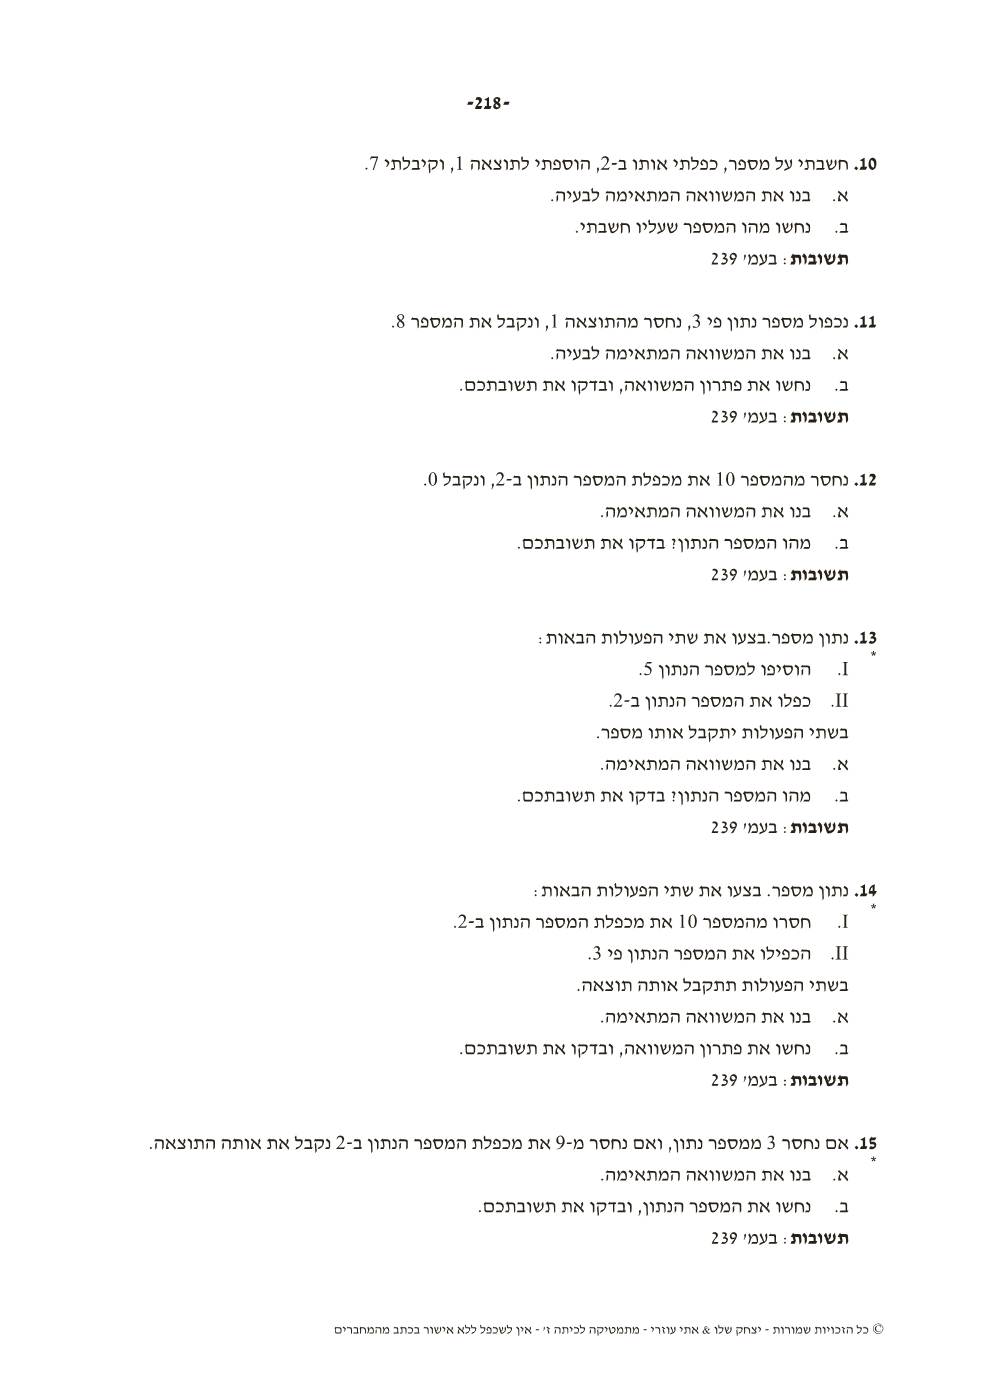 -218-
10. חשבתי על מספר, כפלתי אותו ב-2, הוספתי לתוצאה 1, וקיבלתי 7.
א. בנו את המשוואה המתאימה לבעיה.
ב. נחשו מהו המספר שעליו חשבתי.
תשובות: בעמ' 239
11. נכפול מספר נתון פי 3, נחסר מהתוצאה 1, ונקבל את המספר 8.
א. בנו את המשוואה המתאימה לבעיה.
ב. נחשו את פתרון המשוואה, ובדקו את תשובתכם.
תשובות: בעמ' 239
12. נחסר מהמספר 10 את מכפלת המספר הנתון ב-2, ונקבל 0.
א. בנו את המשוואה המתאימה.
ב. מהו המספר הנתון? בדקו את תשובתכם.
תשובות: בעמ' 239
13. נתון מספר.בצעו את שתי הפעולות הבאות:
*
I. הוסיפו למספר הנתון 5.
II. כפלו את המספר הנתון ב-2.
בשתי הפעולות יתקבל אותו מספר.
א. בנו את המשוואה המתאימה.
ב. מהו המספר הנתון? בדקו את תשובתכם.
תשובות: בעמ' 239
14. נתון מספר. בצעו את שתי הפעולות הבאות:
*
I. חסרו מהמספר 10 את מכפלת המספר הנתון ב-2.
II. הכפילו את המספר הנתון פי 3.
בשתי הפעולות תתקבל אותה תוצאה.
א. בנו את המשוואה המתאימה.
ב. נחשו את פתרון המשוואה, ובדקו את תשובתכם.
תשובות: בעמ' 239
15. אם נחסר 3 ממספר נתון, ואם נחסר מ-9 את מכפלת המספר הנתון ב-2 נקבל את אותה התוצאה.
*
א. בנו את המשוואה המתאימה.
ב. נחשו את המספר הנתון, ובדקו את תשובתכם.
תשובות: בעמ' 239
© כל הזכויות שמורות - יצחק שלו & אתי עוזרי - מתמטיקה לכיתה ז' - אין לשכפל ללא אישור בכתב מהמחברים